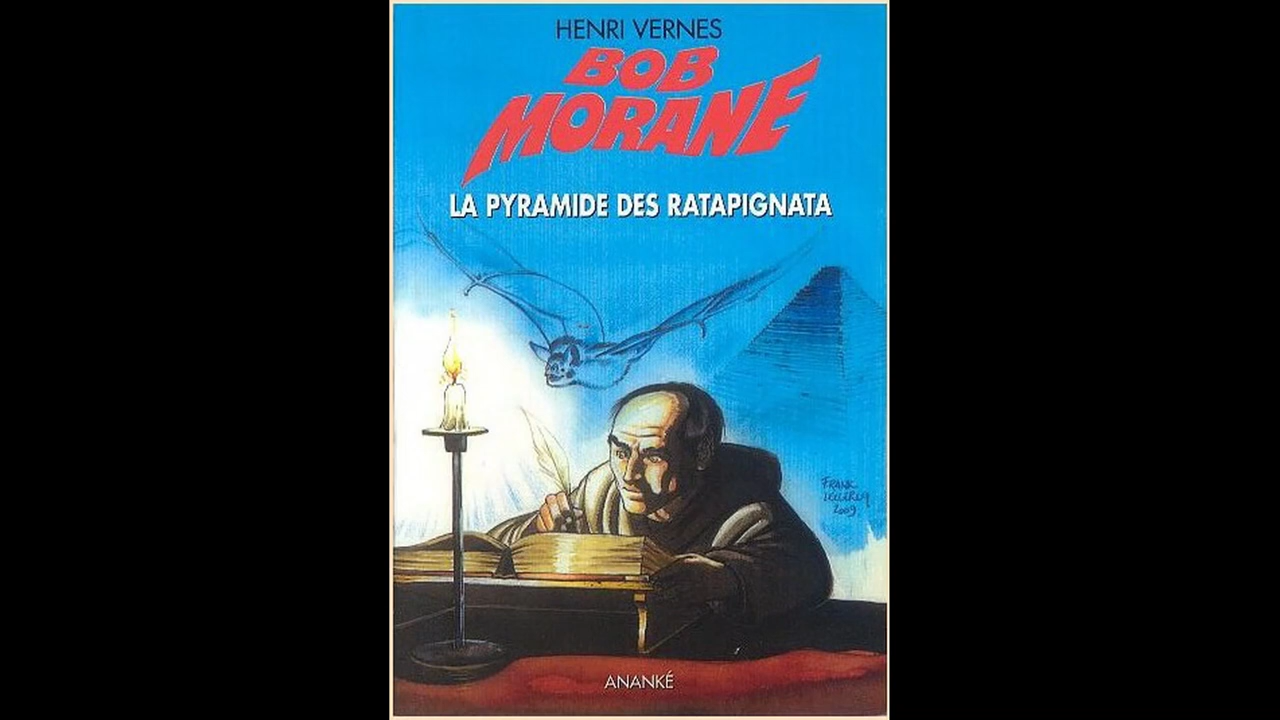 HENRI VERNES
BOB
MORANE
LA PYRAMIDE DES RATAPIGNATA
FRANK
LECLERCQ
2009
ANANKÉ